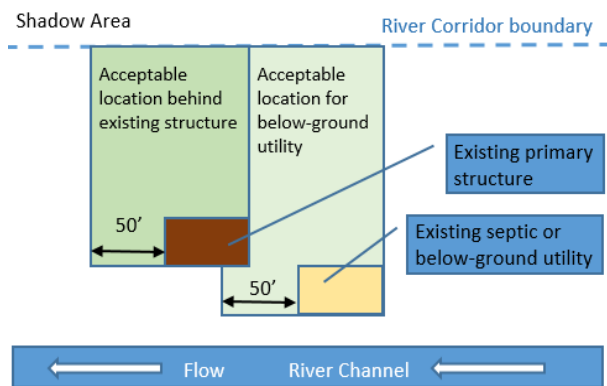 Shadow Area
River Corridor boundary
Acceptable
location behind
existing structure
Acceptable
location for
below-ground
utility
Existing primary
structure
50’
Existing septic or
below-ground utility
50’
Flow
River Channel